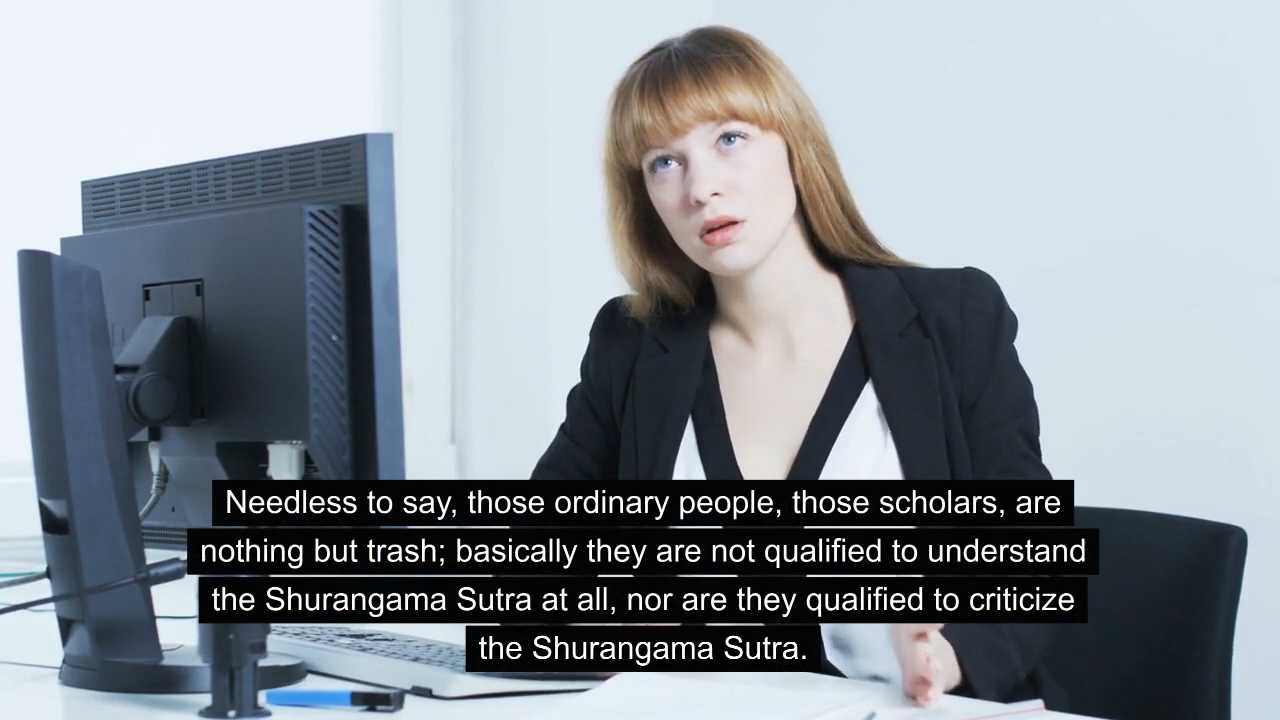 Needless to say, those ordinary people, those scholars, are
nothing but trash; basically they are not qualified to understand
the Shurangama Sutra at all, nor are they qualified to criticize
the Shurangama Sutra.